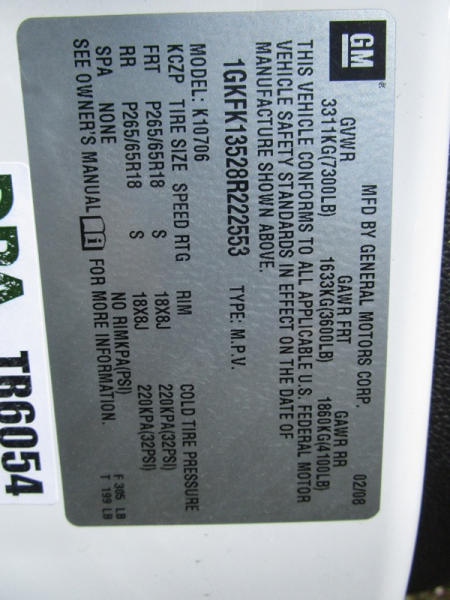 GM
MFD BY GENERAL MOTORS CORP. 02/08
GVWR GAWR FRT GAWR RR
3311KG(7300LB) 1633KG(3600LB) 1860KG(4100LB)
THIS VEHICLE CONFORMS TO ALL APPLICABLE U.S. FEDERAL MOTOR
VEHICLE SAFETY STANDARDS IN EFFECT ON THE DATE OF
MANUFACTURE SHOWN ABOVE.
1GKFK13528R222553 TYPE: M.P.V.
MODEL: K10706
KCZP TIRE SIZE SPEED RTG RIM COLD TIRE PRESSURE
FRT P265/65R18 S 18X8J 220KPA(32PSI)
RR P265/65R18 S 18X8J 220KPA(32PSI)
SPA NONE NO RIMKPA(PSI)
SEE OWNER'S MANUAL FOR MORE INFORMATION.
F 305 LB
T 199 LB
TR6054